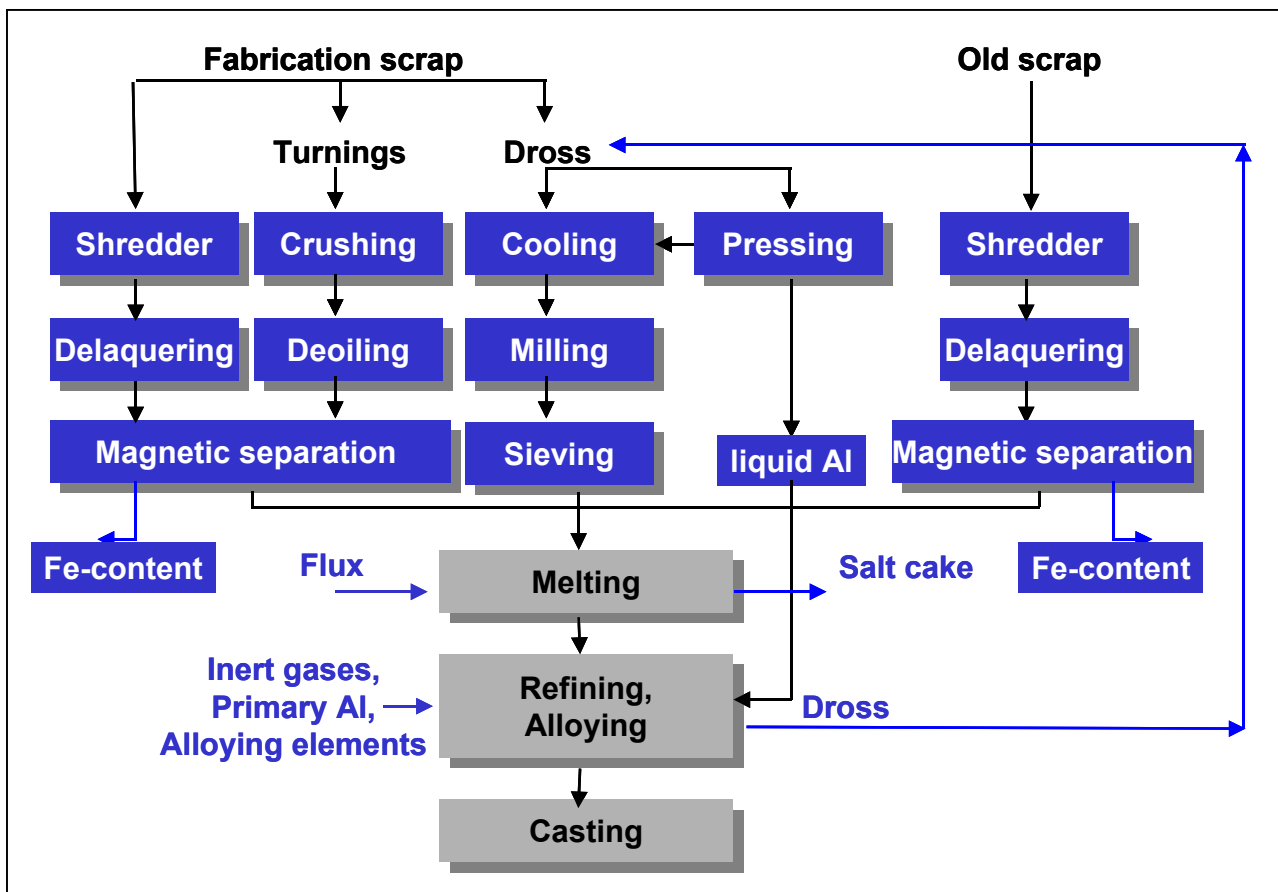 Fabrication scrap
Old scrap
Turnings
Dross
Shredder
Crushing
Cooling
Pressing
Shredder
Delaquering
Deoiling
Milling
Delaquering
Magnetic separation
Sieving
liquid Al
Magnetic separation
Fe-content
Flux
Melting
Salt cake
Fe-content
Inert gases,
Primary Al,
Alloying elements
Refining,
Alloying
Dross
Casting